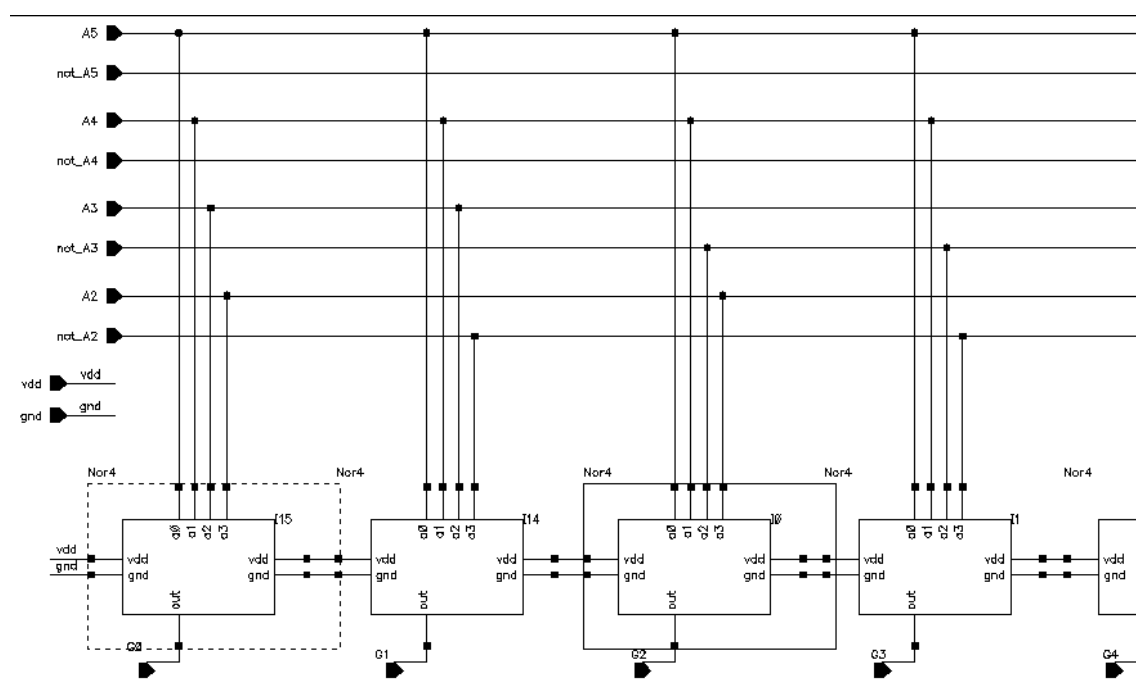 A5
not_A5
A4
not_A4
A3
not_A3
A2
not_A2
vdd vdd
gnd gnd
Nor4 Nor4 Nor4 Nor4 Nor4
I15 I14 I0 I1
a0 a1 a2 a3 a0 a1 a2 a3 a0 a1 a2 a3 a0 a1 a2 a3
vdd vdd vdd vdd vdd vdd vdd vdd vdd vdd
gnd gnd gnd gnd gnd gnd gnd gnd gnd gnd
out out out out
G0 G1 G2 G3 G4